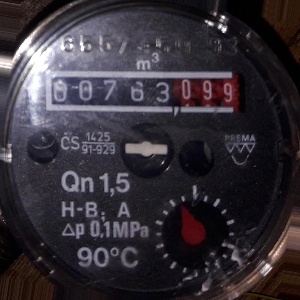 m³
00763,099
ČS 1425
91-929
PREMA
Qn 1,5
H-B, A
Δp 0,1MPa
90°C